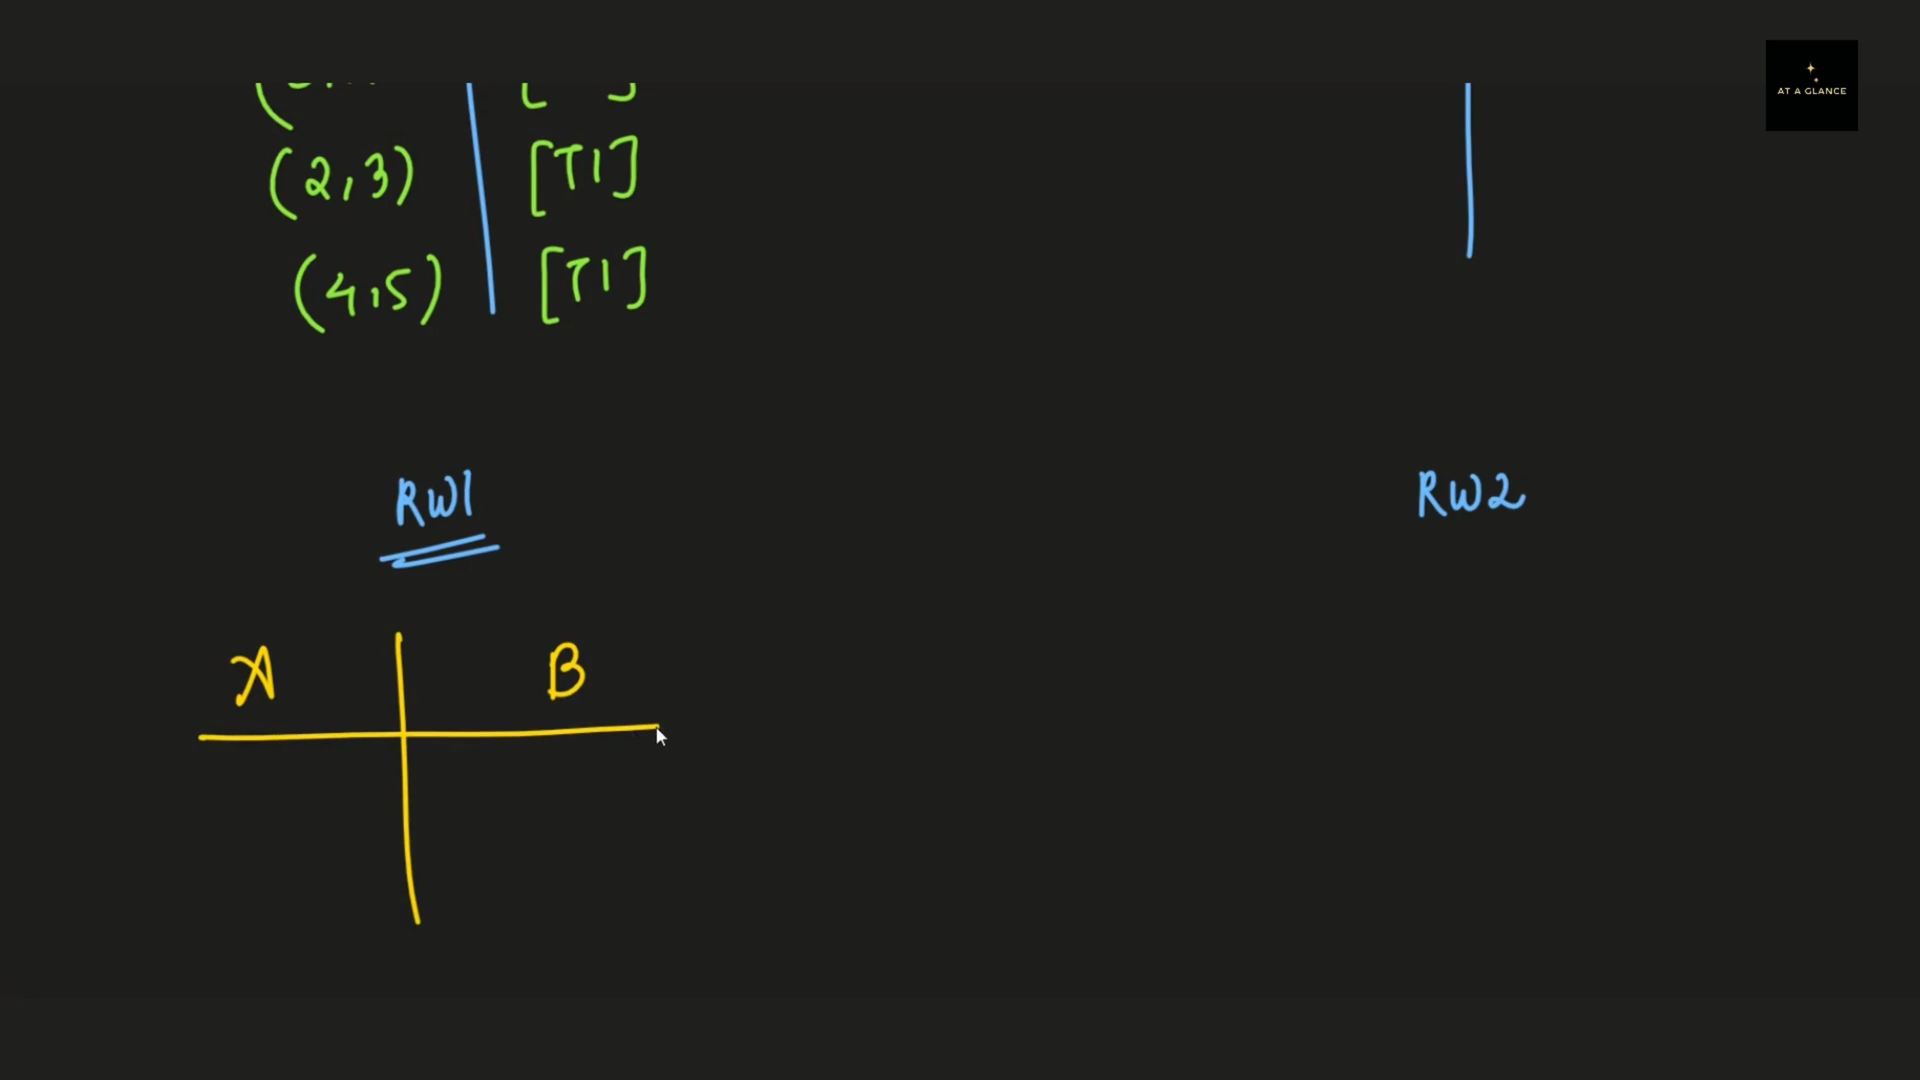 AT A GLANCE
(2,3) [T1]
(4,5) [T1]
RW1 RW2
A B